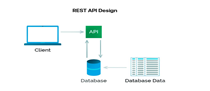 REST API Design
API
Client
Database
Database Data